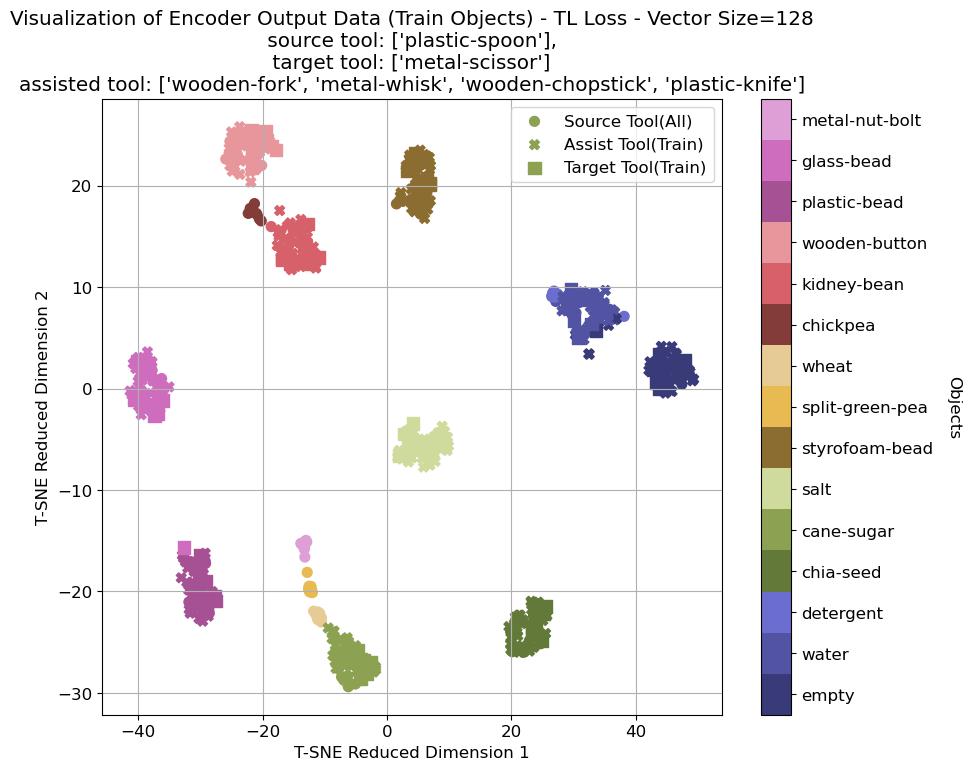 Visualization of Encoder Output Data (Train Objects) - TL Loss - Vector Size=128
source tool: ['plastic-spoon'],
target tool: ['metal-scissor']
assisted tool: ['wooden-fork', 'metal-whisk', 'wooden-chopstick', 'plastic-knife']
Source Tool(All)
Assist Tool(Train)
Target Tool(Train)
20
10
0
−10
−20
−30
T-SNE Reduced Dimension 2
−40
−20
0
20
40
T-SNE Reduced Dimension 1
metal-nut-bolt
glass-bead
plastic-bead
wooden-button
kidney-bean
chickpea
wheat
split-green-pea
styrofoam-bead
salt
cane-sugar
chia-seed
detergent
water
empty
Objects